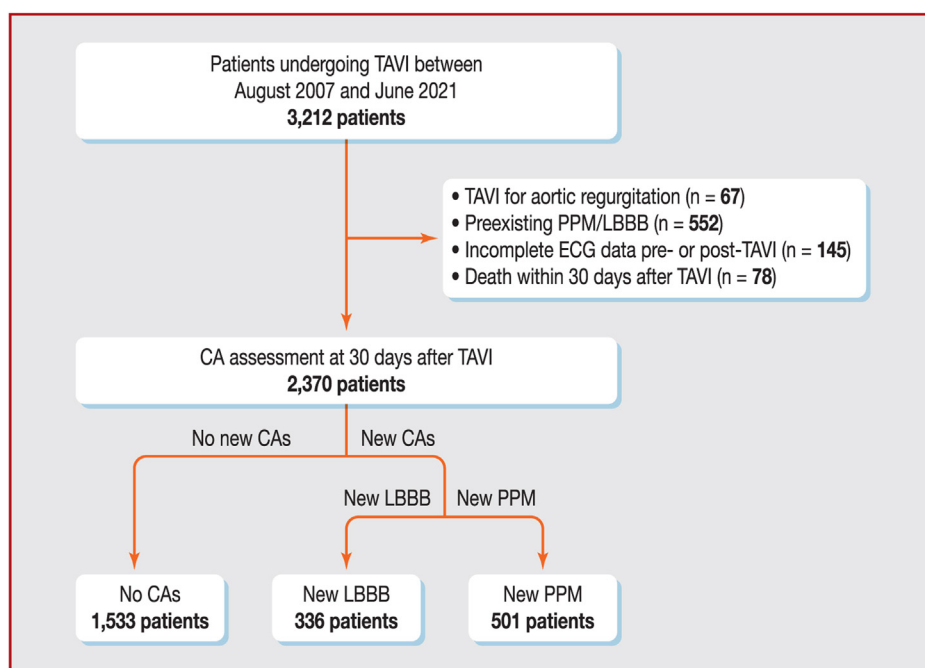 Patients undergoing TAVI between
August 2007 and June 2021
3,212 patients
• TAVI for aortic regurgitation (n = 67)
• Preexisting PPM/LBBB (n = 552)
• Incomplete ECG data pre- or post-TAVI (n = 145)
• Death within 30 days after TAVI (n = 78)
CA assessment at 30 days after TAVI
2,370 patients
No new CAs
New CAs
New LBBB
New PPM
No CAs
1,533 patients
New LBBB
336 patients
New PPM
501 patients